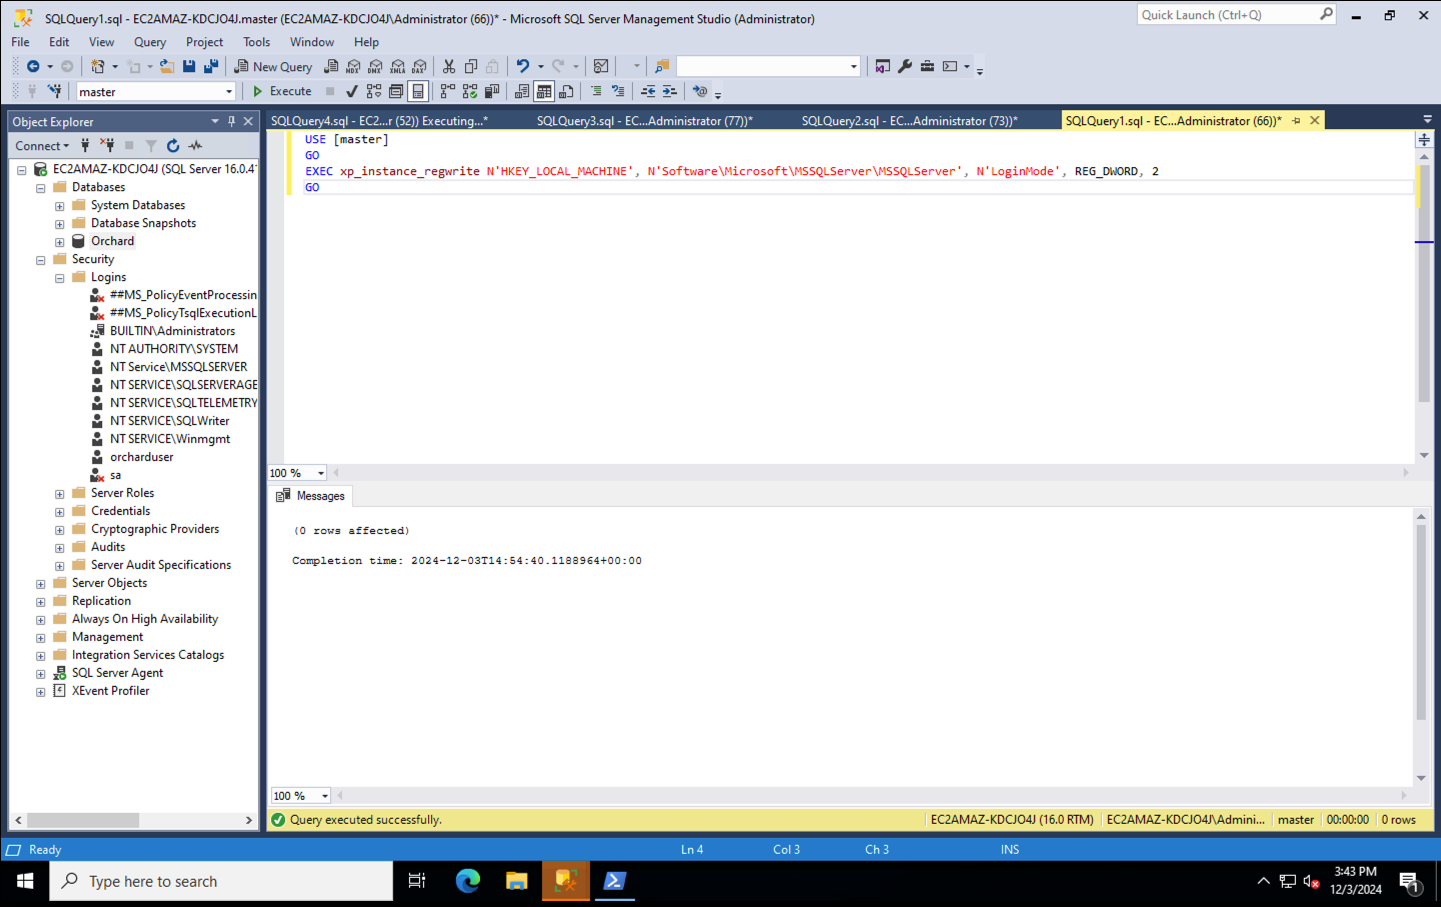 SQLQuery1.sql - EC2AMAZ-KDCJO4J.master (EC2AMAZ-KDCJO4J\Administrator (66))* - Microsoft SQL Server Management Studio (Administrator)
Quick Launch (Ctrl+Q)
File Edit View Query Project Tools Window Help
New Query
MDX DMX XMLA DAX
master
Execute
Object Explorer
SQLQuery4.sql - EC2...r (52)) Executing...*
SQLQuery3.sql - EC...Administrator (77))*
SQLQuery2.sql - EC...Administrator (73))*
SQLQuery1.sql - EC...Administrator (66))*
Connect
EC2AMAZ-KDCJO4J (SQL Server 16.0.4
Databases
System Databases
Database Snapshots
Orchard
Security
Logins
##MS_PolicyEventProcessin
##MS_PolicyTsqlExecutionL
BUILTIN\Administrators
NT AUTHORITY\SYSTEM
NT Service\MSSQLSERVER
NT SERVICE\SQLSERVERAGE
NT SERVICE\SQLTELEMETRY
NT SERVICE\SQLWriter
NT SERVICE\Winmgmt
orcharduser
sa
Server Roles
Credentials
Cryptographic Providers
Audits
Server Audit Specifications
Server Objects
Replication
Always On High Availability
Management
Integration Services Catalogs
SQL Server Agent
XEvent Profiler
USE [master]
GO
EXEC xp_instance_regwrite N'HKEY_LOCAL_MACHINE', N'Software\Microsoft\MSSQLServer\MSSQLServer', N'LoginMode', REG_DWORD, 2
GO
100 %
Messages
(0 rows affected)
Completion time: 2024-12-03T14:54:40.1188964+00:00
100 %
Query executed successfully.
EC2AMAZ-KDCJO4J (16.0 RTM)
EC2AMAZ-KDCJO4J\Admini...
master
00:00:00
0 rows
Ready
Ln 4
Col 3
Ch 3
INS
Type here to search
3:43 PM
12/3/2024
1